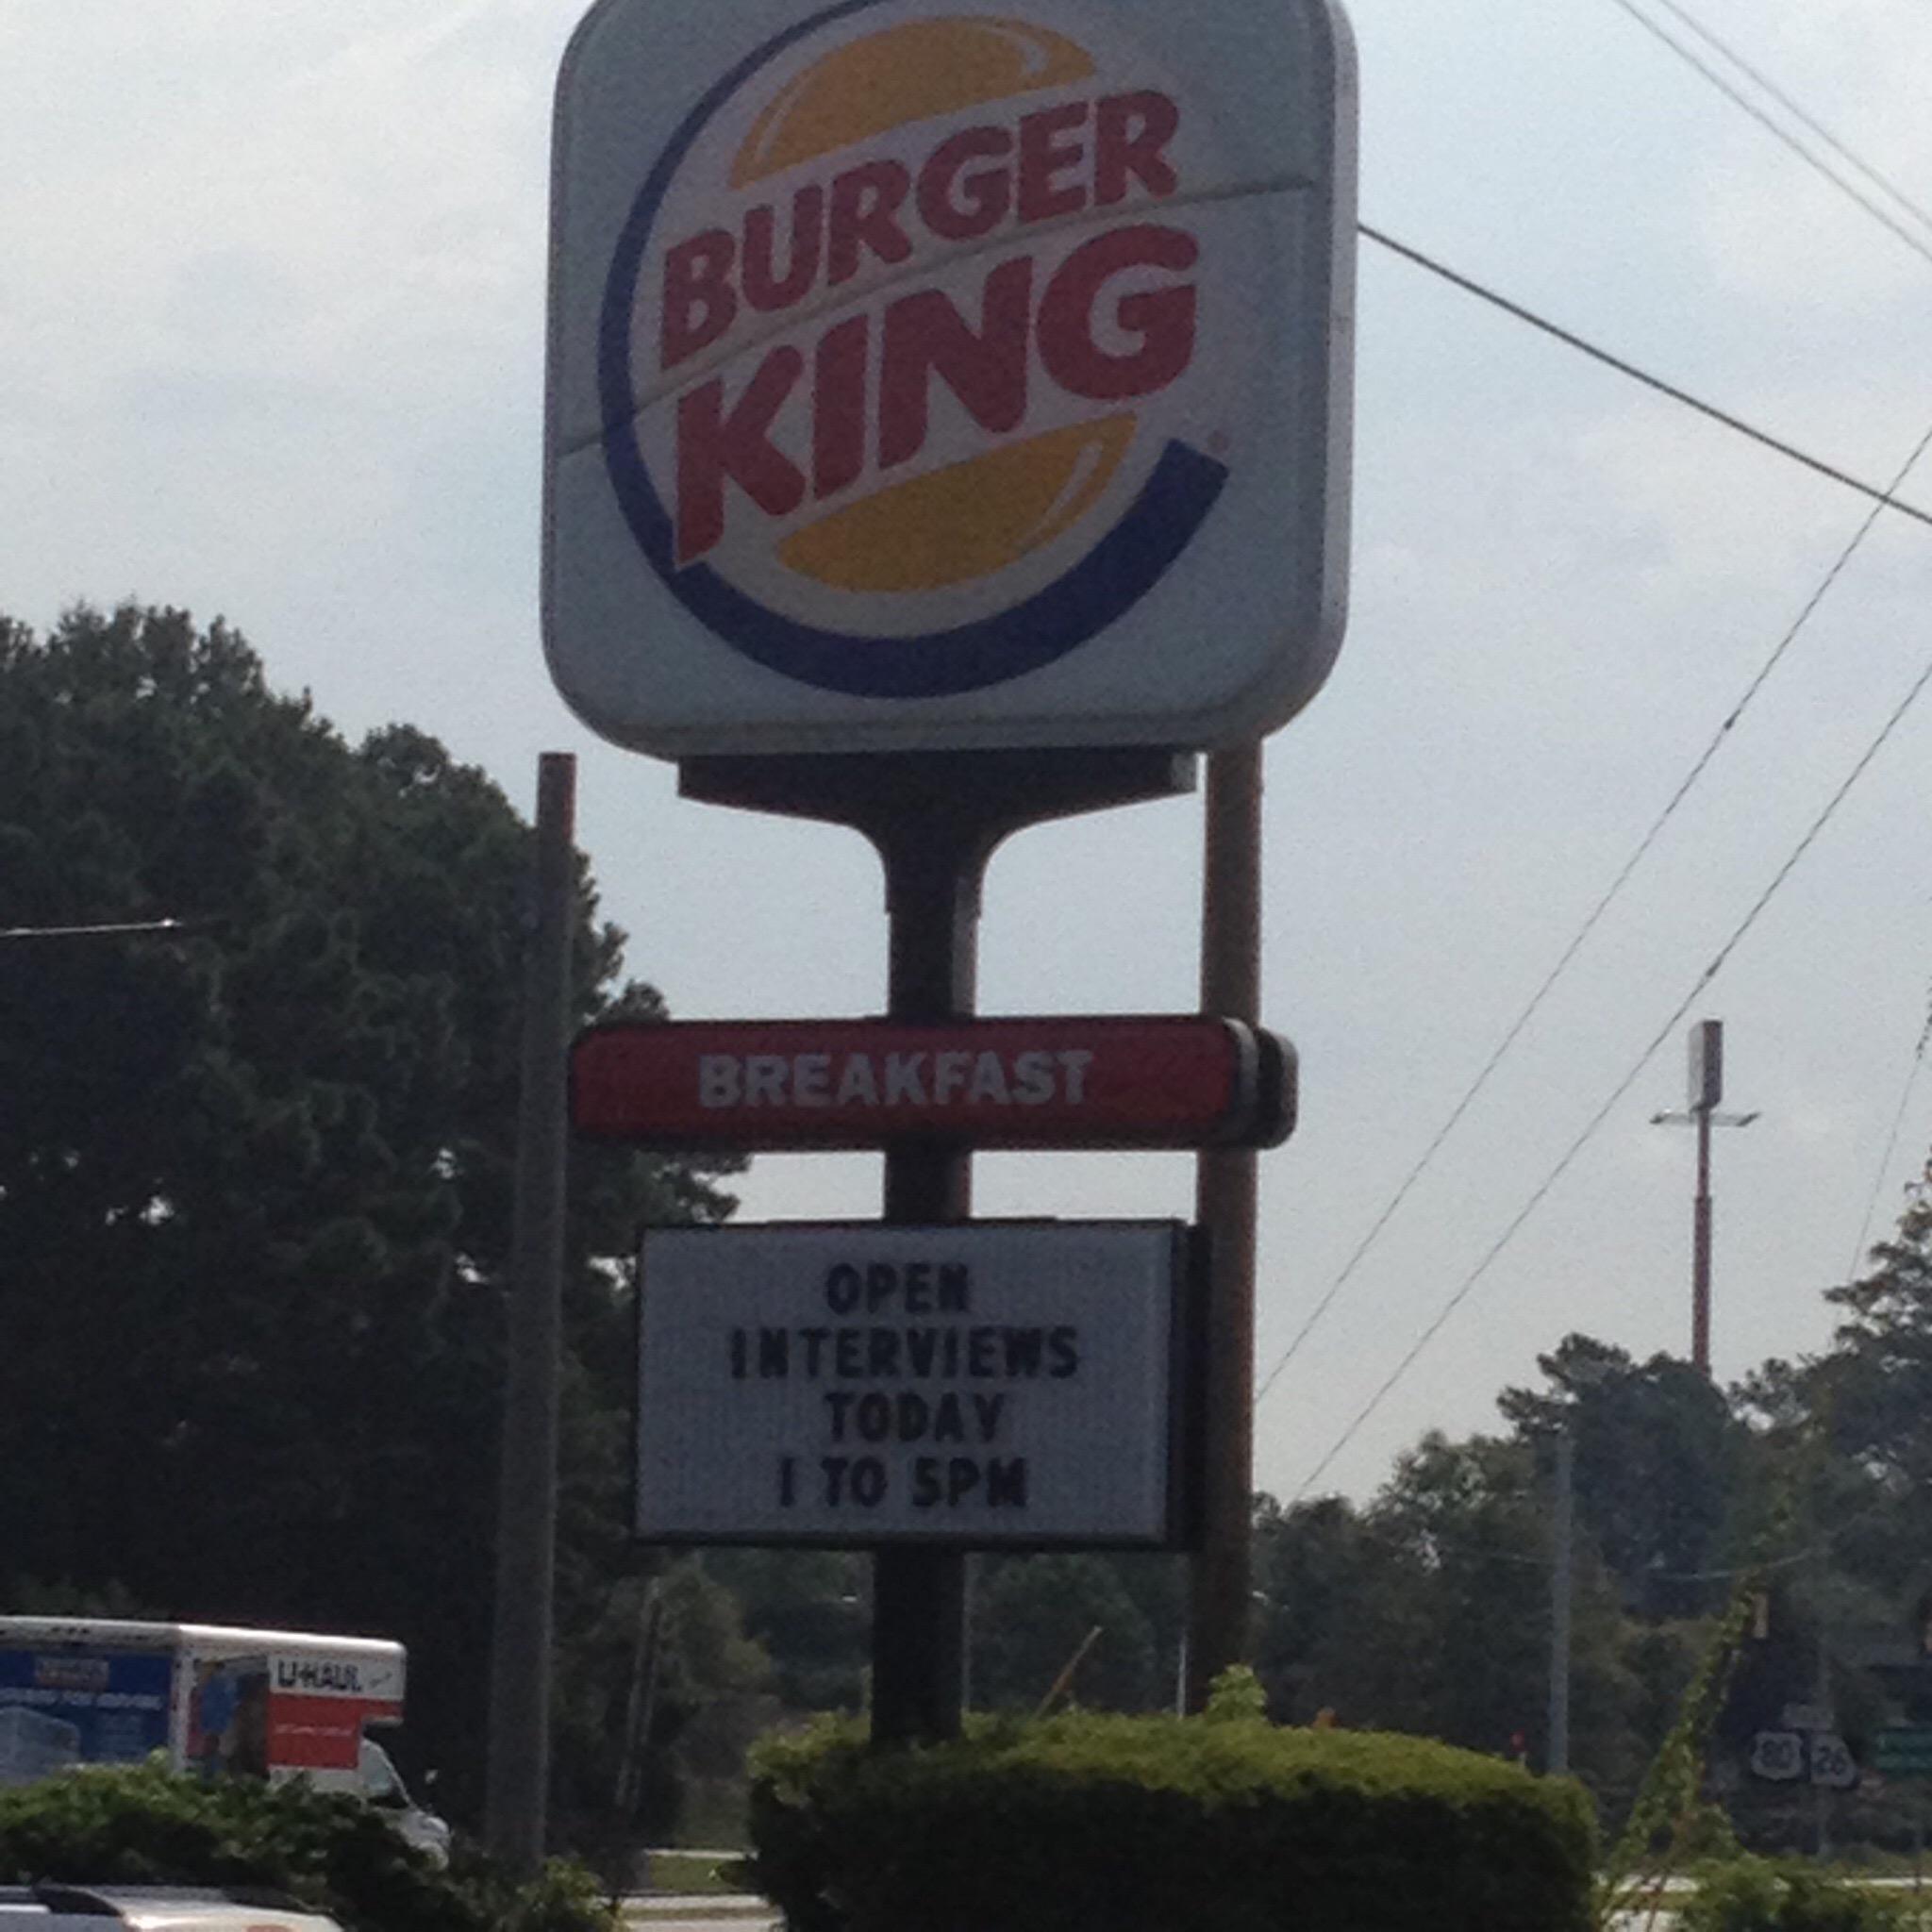 BURGER
KING
BREAKFAST
OPEN
INTERVIEWS
TODAY
1 TO 5PM
U-HAUL
80 26